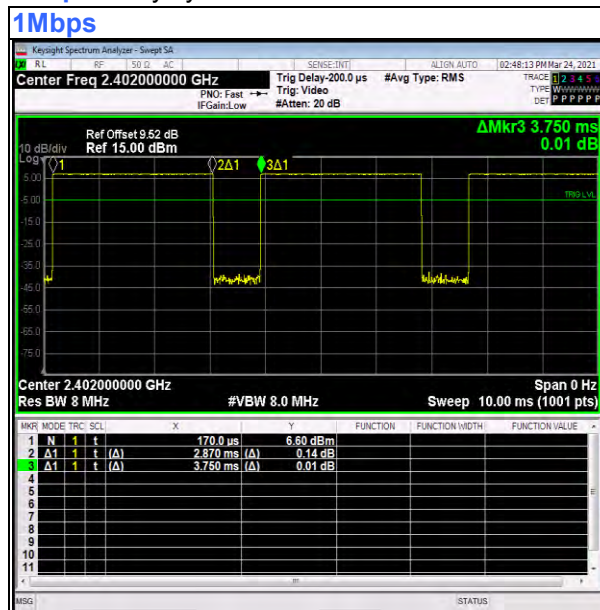 1Mbps
Keysight Spectrum Analyzer - Swept SA
RL RF 50 Ω AC SENSE:INT ALIGN AUTO 02:48:13 PM Mar 24, 2021
Center Freq 2.402000000 GHz
PNO: Fast
IFGain:Low
Trig Delay-200.0 µs
Trig: Video
#Atten: 20 dB
#Avg Type: RMS
TRACE 1 2 3 4 5 6
TYPE WWWWWW
DET P P P P P P
ΔMkr3 3.750 ms
0.01 dB
Ref Offset 9.52 dB
10 dB/div Ref 15.00 dBm
Log
1 2Δ1 3Δ1
5.00
-5.00
TRIG LVL
-15.0
-25.0
-35.0
-45.0
-55.0
-65.0
-75.0
Center 2.402000000 GHz Span 0 Hz
Res BW 8 MHz #VBW 8.0 MHz Sweep 10.00 ms (1001 pts)
MKR MODE TRC SCL X Y FUNCTION FUNCTION WIDTH FUNCTION VALUE
1 N 1 t 170.0 µs 6.60 dBm
2 Δ1 1 t (Δ) 2.870 ms (Δ) 0.14 dB
3 Δ1 1 t (Δ) 3.750 ms (Δ) 0.01 dB
4
5
6
7
8
9
10
11
MSG STATUS